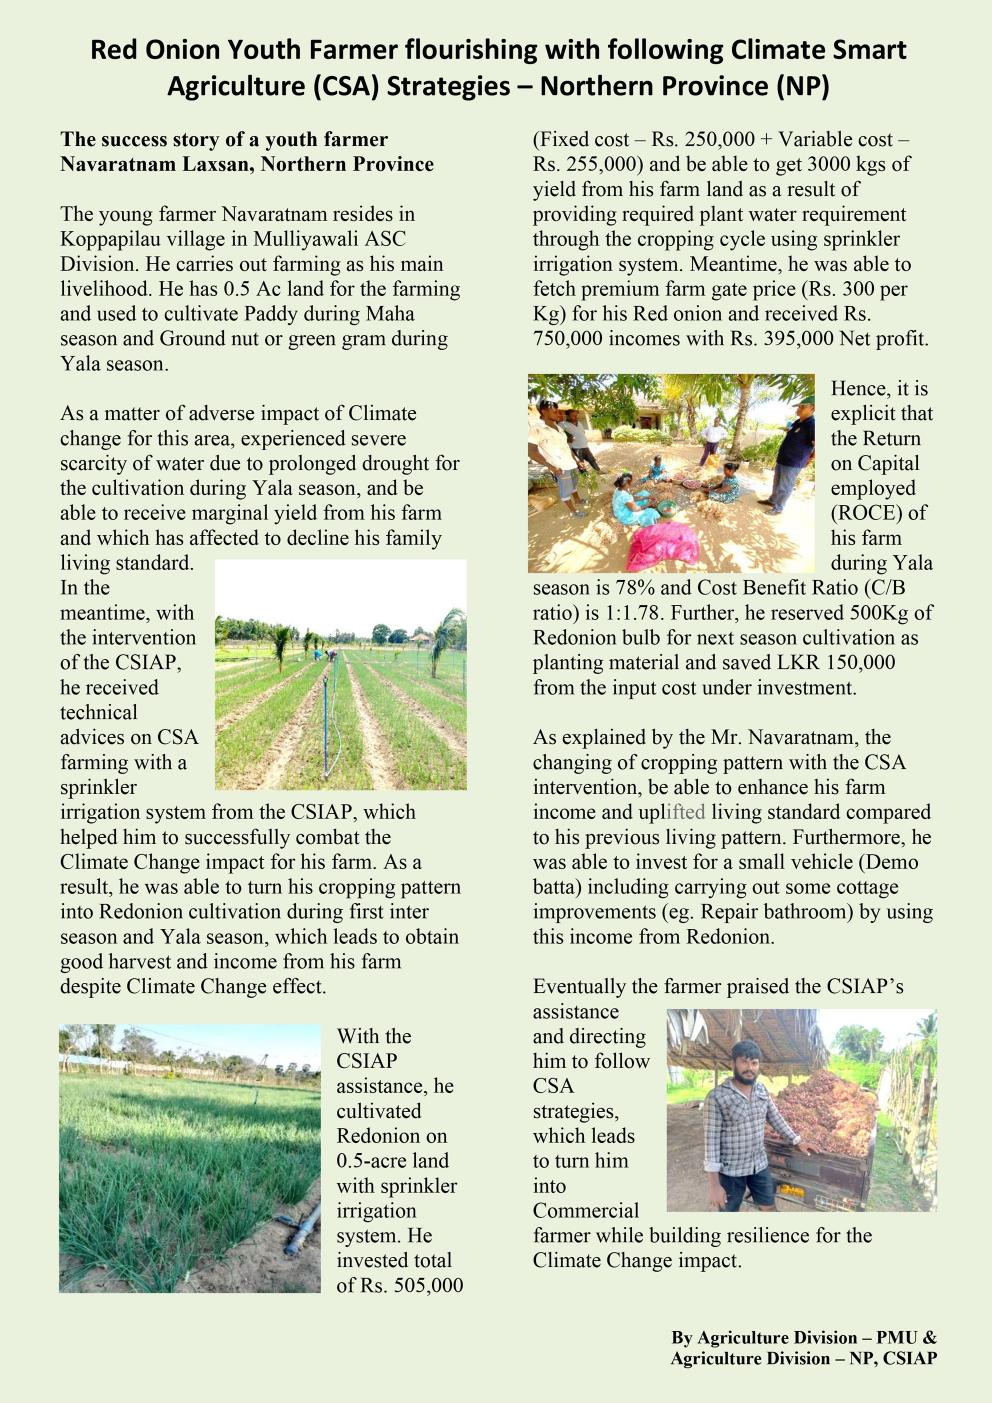 Red Onion Youth Farmer flourishing with following Climate Smart
Agriculture (CSA) Strategies – Northern Province (NP)
The success story of a youth farmer
Navaratnam Laxsan, Northern Province
The young farmer Navaratnam resides in
Koppapilau village in Mulliyawali ASC
Division. He carries out farming as his main
livelihood. He has 0.5 Ac land for the farming
and used to cultivate Paddy during Maha
season and Ground nut or green gram during
Yala season.
As a matter of adverse impact of Climate
change for this area, experienced severe
scarcity of water due to prolonged drought for
the cultivation during Yala season, and be
able to receive marginal yield from his farm
and which has affected to decline his family
living standard.
In the
meantime, with
the intervention
of the CSIAP,
he received
technical
advices on CSA
farming with a
sprinkler
irrigation system from the CSIAP, which
helped him to successfully combat the
Climate Change impact for his farm. As a
result, he was able to turn his cropping pattern
into Redonion cultivation during first inter
season and Yala season, which leads to obtain
good harvest and income from his farm
despite Climate Change effect.
With the
CSIAP
assistance, he
cultivated
Redonion on
0.5-acre land
with sprinkler
irrigation
system. He
invested total
of Rs. 505,000
(Fixed cost – Rs. 250,000 + Variable cost –
Rs. 255,000) and be able to get 3000 kgs of
yield from his farm land as a result of
providing required plant water requirement
through the cropping cycle using sprinkler
irrigation system. Meantime, he was able to
fetch premium farm gate price (Rs. 300 per
Kg) for his Red onion and received Rs.
750,000 incomes with Rs. 395,000 Net profit.
Hence, it is
explicit that
the Return
on Capital
employed
(ROCE) of
his farm
during Yala
season is 78% and Cost Benefit Ratio (C/B
ratio) is 1:1.78. Further, he reserved 500Kg of
Redonion bulb for next season cultivation as
planting material and saved LKR 150,000
from the input cost under investment.
As explained by the Mr. Navaratnam, the
changing of cropping pattern with the CSA
intervention, be able to enhance his farm
income and uplifted living standard compared
to his previous living pattern. Furthermore, he
was able to invest for a small vehicle (Demo
batta) including carrying out some cottage
improvements (eg. Repair bathroom) by using
this income from Redonion.
Eventually the farmer praised the CSIAP’s
assistance
and directing
him to follow
CSA
strategies,
which leads
to turn him
into
Commercial
farmer while building resilience for the
Climate Change impact.
By Agriculture Division – PMU &
Agriculture Division – NP, CSIAP